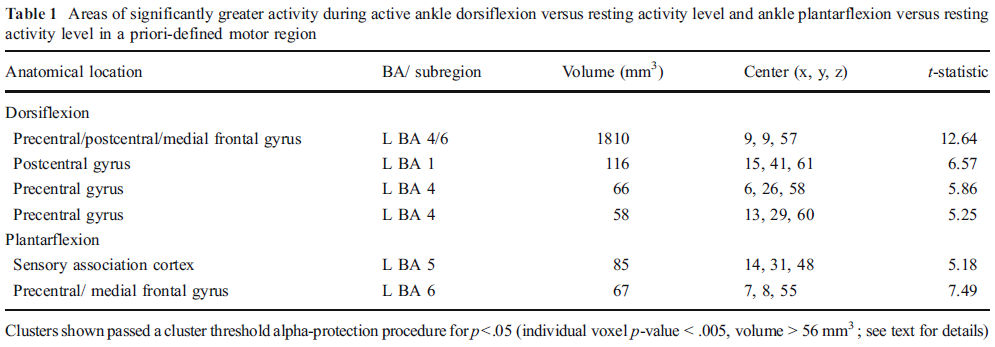 Table 1 Areas of significantly greater activity during active ankle dorsiflexion versus resting activity level and ankle plantarflexion versus resting
activity level in a priori-defined motor region
Anatomical location BA/ subregion Volume (mm³) Center (x, y, z) t-statistic
Dorsiflexion
Precentral/postcentral/medial frontal gyrus L BA 4/6 1810 9, 9, 57 12.64
Postcentral gyrus L BA 1 116 15, 41, 61 6.57
Precentral gyrus L BA 4 66 6, 26, 58 5.86
Precentral gyrus L BA 4 58 13, 29, 60 5.25
Plantarflexion
Sensory association cortex L BA 5 85 14, 31, 48 5.18
Precentral/ medial frontal gyrus L BA 6 67 7, 8, 55 7.49
Clusters shown passed a cluster threshold alpha-protection procedure for p<.05 (individual voxel p-value < .005, volume > 56 mm³ ; see text for details)